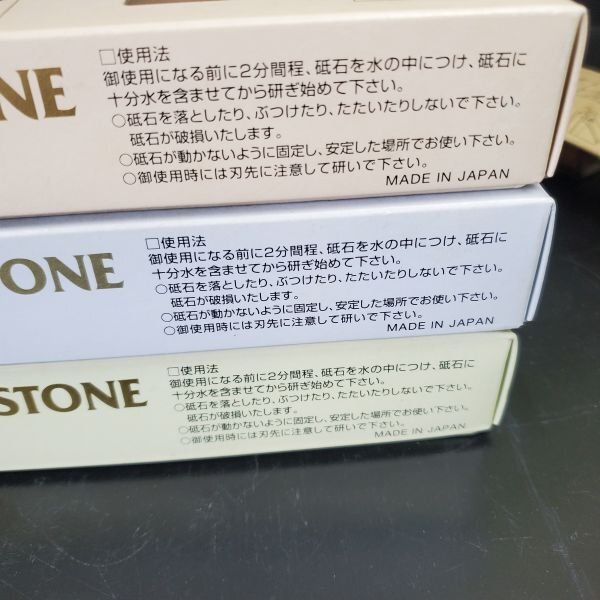 NE
□使用法
御使用になる前に2分間程、砥石を水の中につけ、砥石に
十分水を含ませてから研ぎ始めて下さい。
○砥石を落としたり、ぶつけたり、たたいたりしないで下さい。
砥石が破損いたします。
○砥石が動かないように固定し、安定した場所でお使い下さい。
○御使用時には刃先に注意して研いで下さい。
MADE IN JAPAN
ONE
□使用法
御使用になる前に2分間程、砥石を水の中につけ、砥石に
十分水を含ませてから研ぎ始めて下さい。
○砥石を落としたり、ぶつけたり、たたいたりしないで下さい。
砥石が破損いたします。
○砥石が動かないように固定し、安定した場所でお使い下さい。
○御使用時には刃先に注意して研いで下さい。
MADE IN JAPAN
STONE
□使用法
御使用になる前に2分間程、砥石を水の中につけ、砥石に
十分水を含ませてから研ぎ始めて下さい。
○砥石を落としたり、ぶつけたり、たたいたりしないで下さい。
砥石が破損いたします。
○砥石が動かないように固定し、安定した場所でお使い下さい。
○御使用時には刃先に注意して研いで下さい。
MADE IN JAPAN